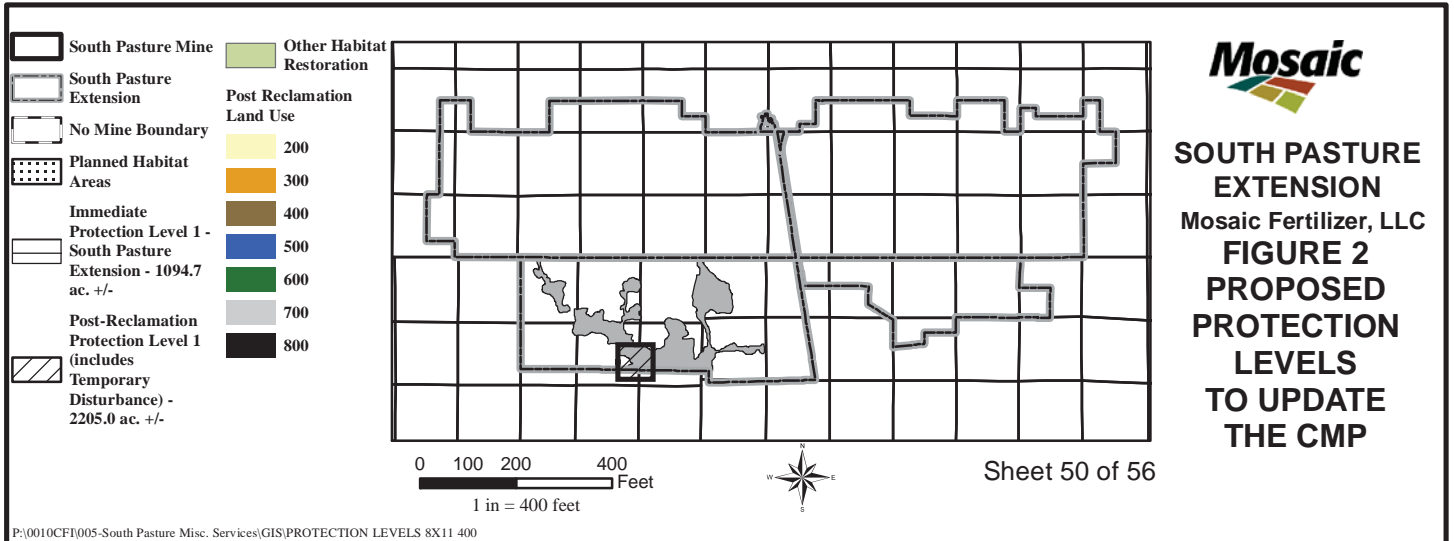 South Pasture Mine
South Pasture
Extension
No Mine Boundary
Planned Habitat
Areas
Immediate
Protection Level 1 -
South Pasture
Extension - 1094.7
ac. +/-
Post-Reclamation
Protection Level 1
(includes
Temporary
Disturbance) -
2205.0 ac. +/-
Other Habitat
Restoration
Post Reclamation
Land Use
200
300
400
500
600
700
800
0 100 200 400
Feet
1 in = 400 feet
N
W E
S
Sheet 50 of 56
Mosaic
SOUTH PASTURE
EXTENSION
Mosaic Fertilizer, LLC
FIGURE 2
PROPOSED
PROTECTION
LEVELS
TO UPDATE
THE CMP
P:\0010CFI\005-South Pasture Misc. Services\GIS\PROTECTION LEVELS 8X11 400